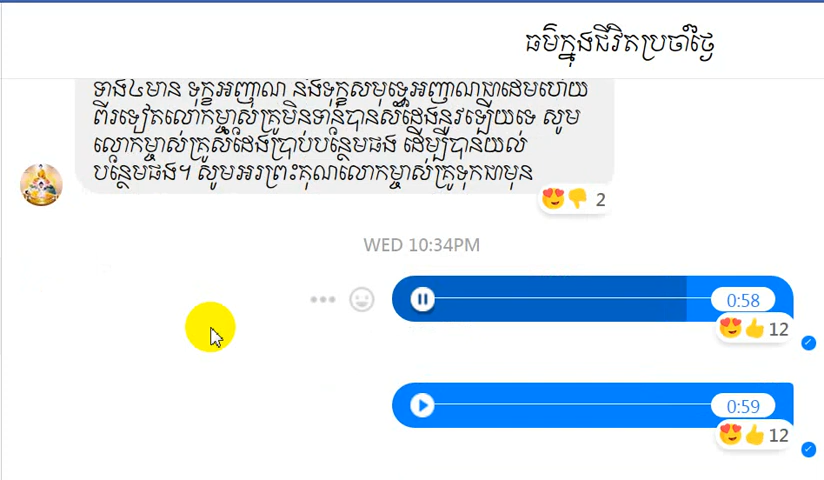 ធម៌ក្នុងជីវិតប្រចាំថ្ងៃ
ទាំង៤មាន ទុក្ខអញ្ញាណ និងទុក្ខសមុទ្ទេអញ្ញាណជាដើមហើយ
ពីរទៀតលោកម្ចាស់គ្រូមិនទាន់បានសំដែងនូវឡើយទេ សូម
លោកម្ចាស់គ្រូសំដែងប្រាប់បន្ថែមផង ដើម្បីបានយល់
បន្ថែមផង។ សូមអរព្រះគុណលោកម្ចាស់គ្រូទុកជាមុន
2
WED 10:34PM
0:58
12
0:59
12